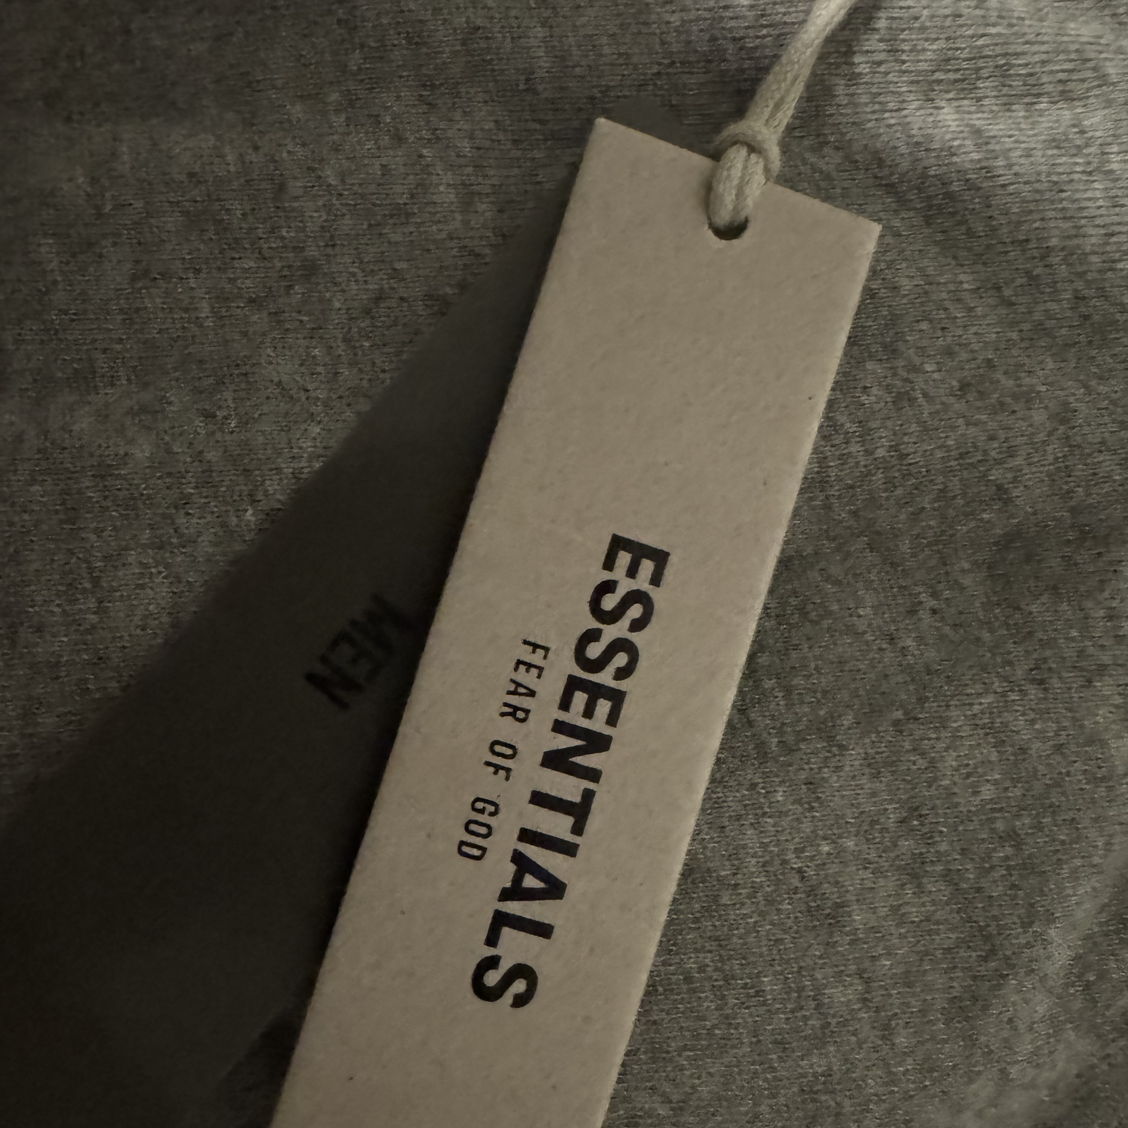 ESSENTIALS
FEAR OF GOD
MEN